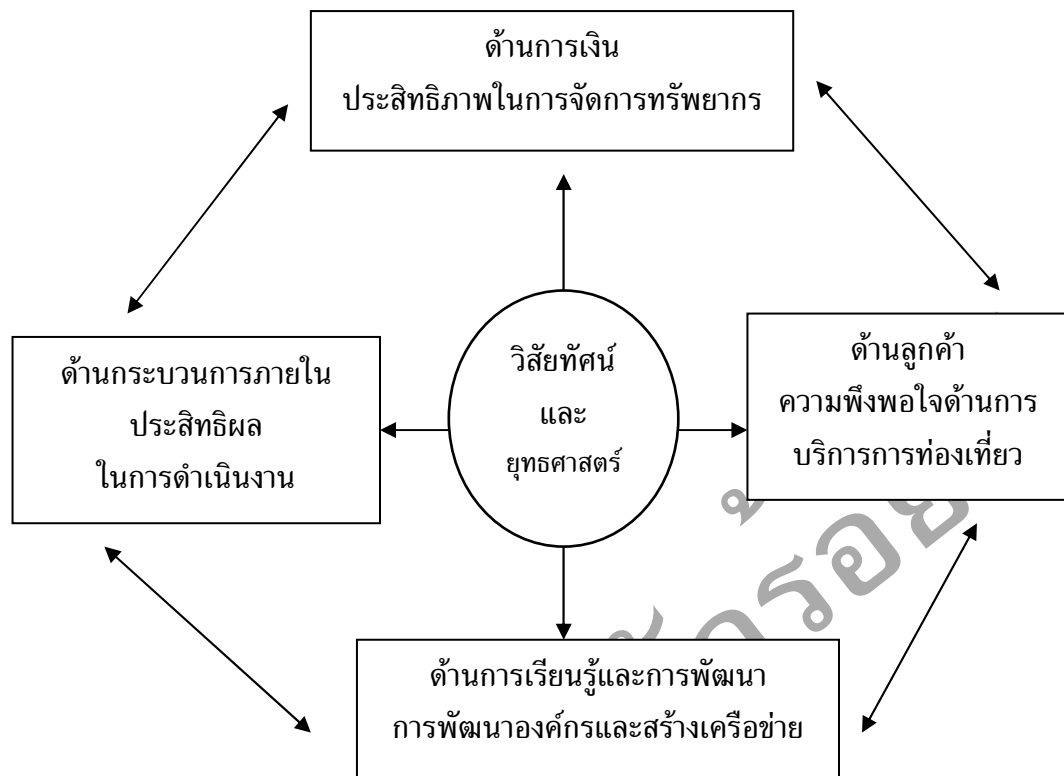 ด้านการเงิน
ประสิทธิภาพในการจัดการทรัพยากร
ด้านกระบวนการภายใน
ประสิทธิผล
ในการดำเนินงาน
วิสัยทัศน์
และ
ยุทธศาสตร์
ด้านลูกค้า
ความพึงพอใจด้านการ
บริการการท่องเที่ยว
ด้านการเรียนรู้และการพัฒนา
การพัฒนาองค์กรและสร้างเครือข่าย